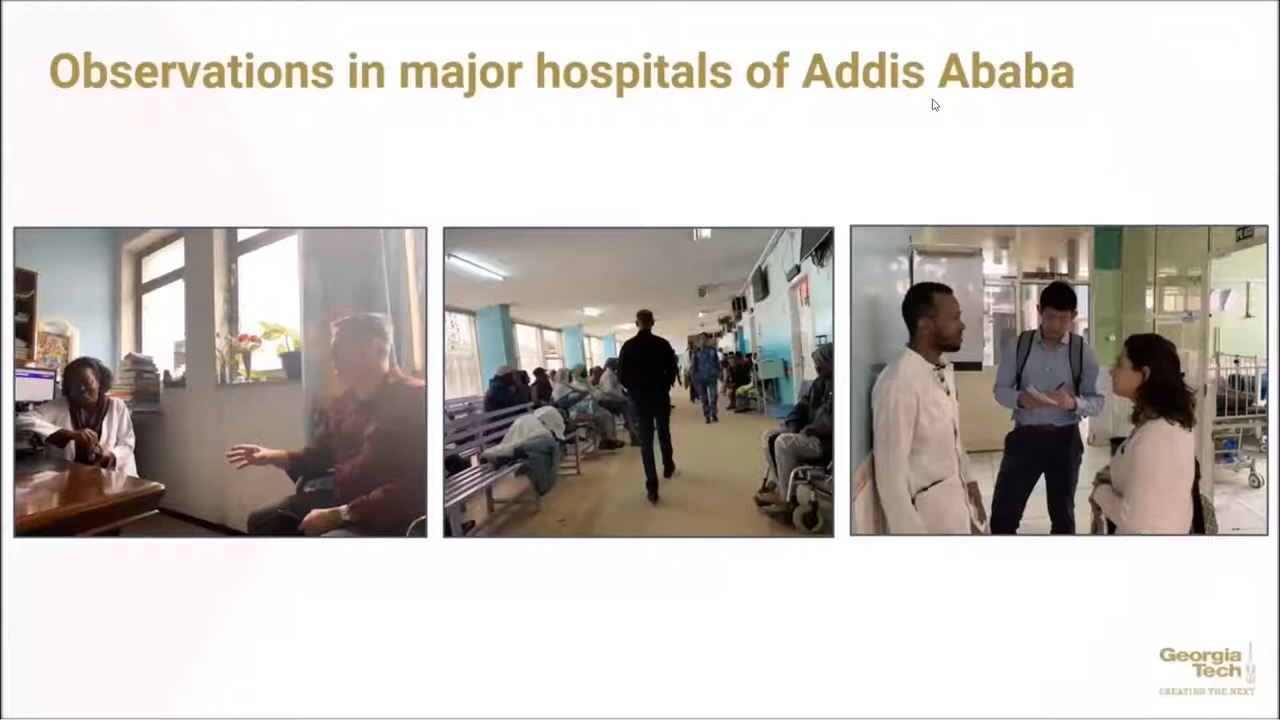 Observations in major hospitals of Addis Ababa
Georgia
Tech
CREATING THE NEXT